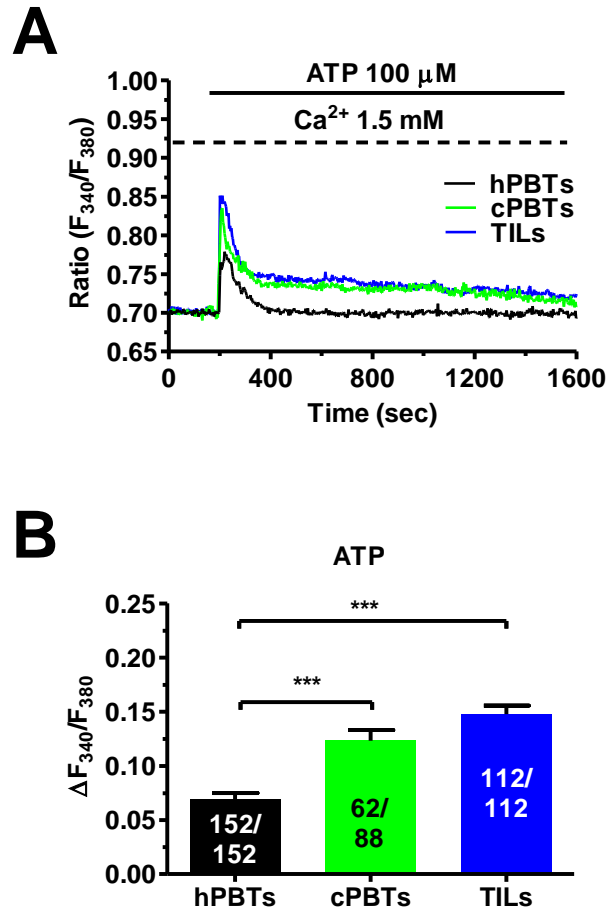 A
ATP 100 μM
Ca²⁺ 1.5 mM
hPBTs
cPBTs
TILs
Ratio (F₃₄₀/F₃₈₀)
1.00
0.95
0.90
0.85
0.80
0.75
0.70
0.65
0 400 800 1200 1600
Time (sec)
B
ATP
ΔF₃₄₀/F₃₈₀
0.25
0.20
0.15
0.10
0.05
0.00
***
***
152/
152
62/
88
112/
112
hPBTs cPBTs TILs